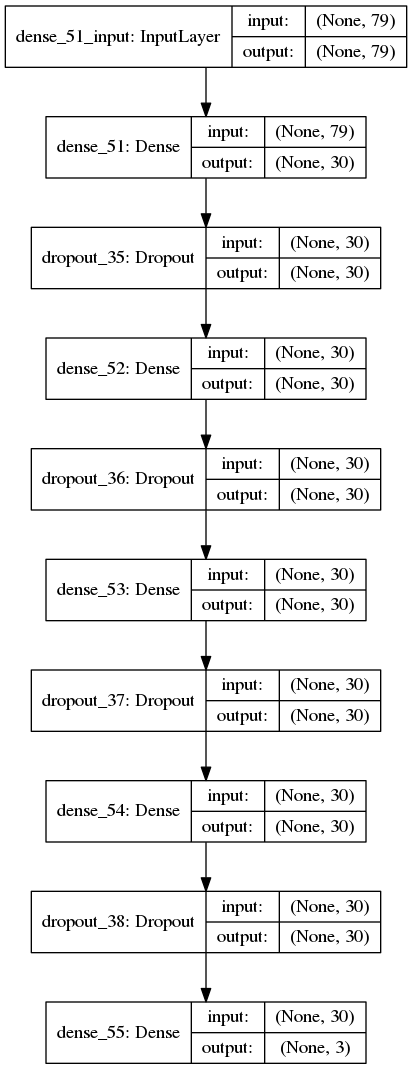 dense_51_input: InputLayer
input: (None, 79)
output: (None, 79)
dense_51: Dense
input: (None, 79)
output: (None, 30)
dropout_35: Dropout
input: (None, 30)
output: (None, 30)
dense_52: Dense
input: (None, 30)
output: (None, 30)
dropout_36: Dropout
input: (None, 30)
output: (None, 30)
dense_53: Dense
input: (None, 30)
output: (None, 30)
dropout_37: Dropout
input: (None, 30)
output: (None, 30)
dense_54: Dense
input: (None, 30)
output: (None, 30)
dropout_38: Dropout
input: (None, 30)
output: (None, 30)
dense_55: Dense
input: (None, 30)
output: (None, 3)